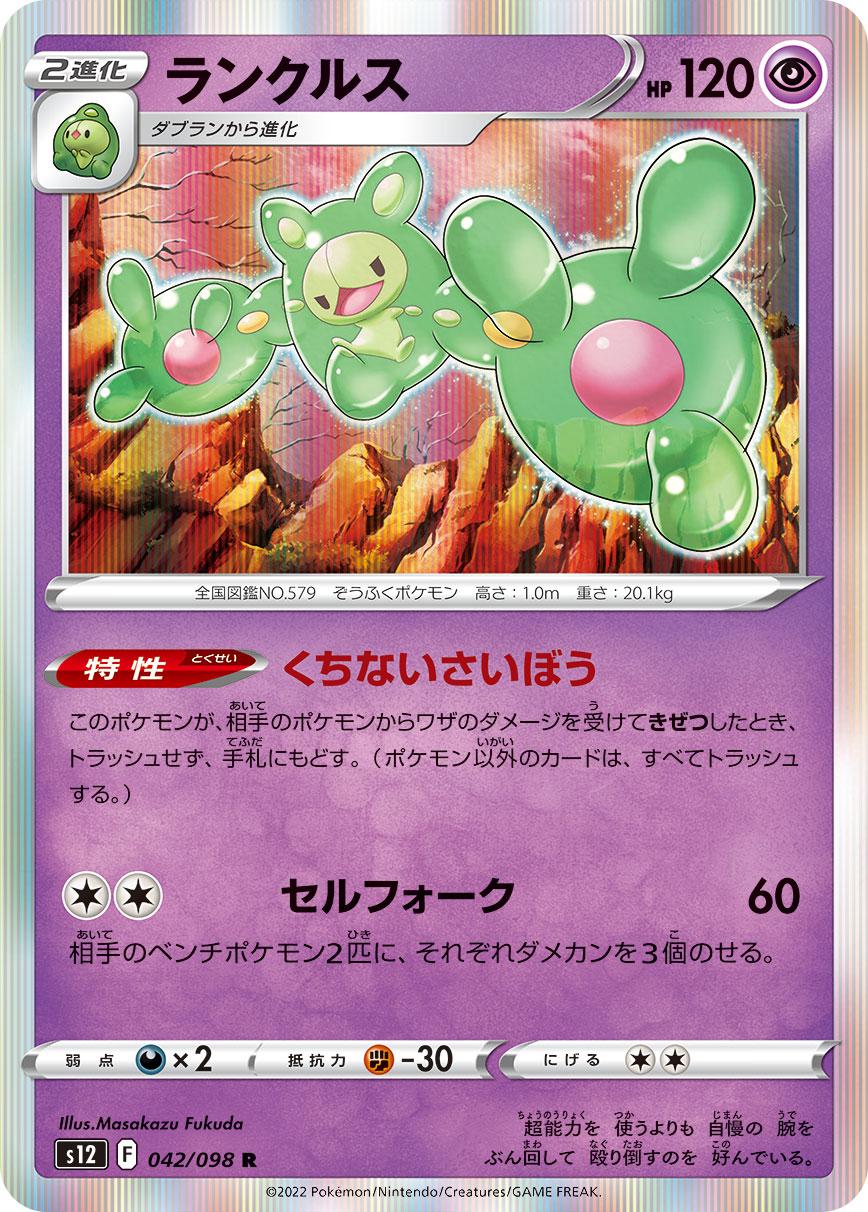 2進化
ランクルス
HP 120
ダブランから進化
全国図鑑NO.579 ぞうふくポケモン 高さ:1.0m 重さ:20.1kg
特性 とくせい くちないさいぼう
このポケモンが、相手のポケモンからワザのダメージを受けてきぜつしたとき、
トラッシュせず、手札にもどす。(ポケモン以外のカードは、すべてトラッシュ
する。)
セルフォーク 60
相手のベンチポケモン2匹に、それぞれダメカンを3個のせる。
弱点 ×2 抵抗力 -30 にげる
Illus.Masakazu Fukuda
s12 F 042/098 R
超能力を 使うよりも 自慢の 腕を
ぶん回して 殴り倒すのを 好んでいる。
©2022 Pokémon/Nintendo/Creatures/GAME FREAK.